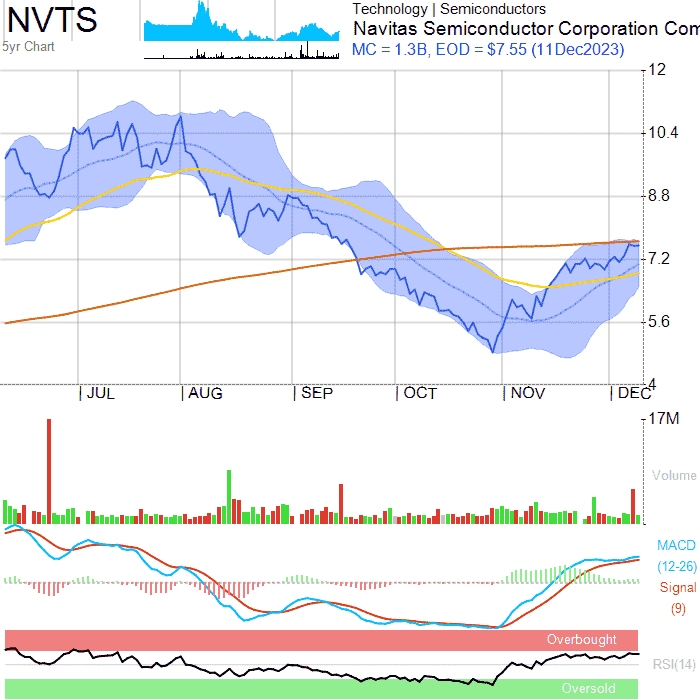 NVTS
5yr Chart
Technology | Semiconductors
Navitas Semiconductor Corporation Com
MC = 1.3B, EOD = $7.55 (11Dec2023)
12
10.4
8.8
7.2
5.6
4
JUL AUG SEP OCT NOV DEC
17M
Volume
MACD
(12-26)
Signal
(9)
Overbought
RSI(14)
Oversold